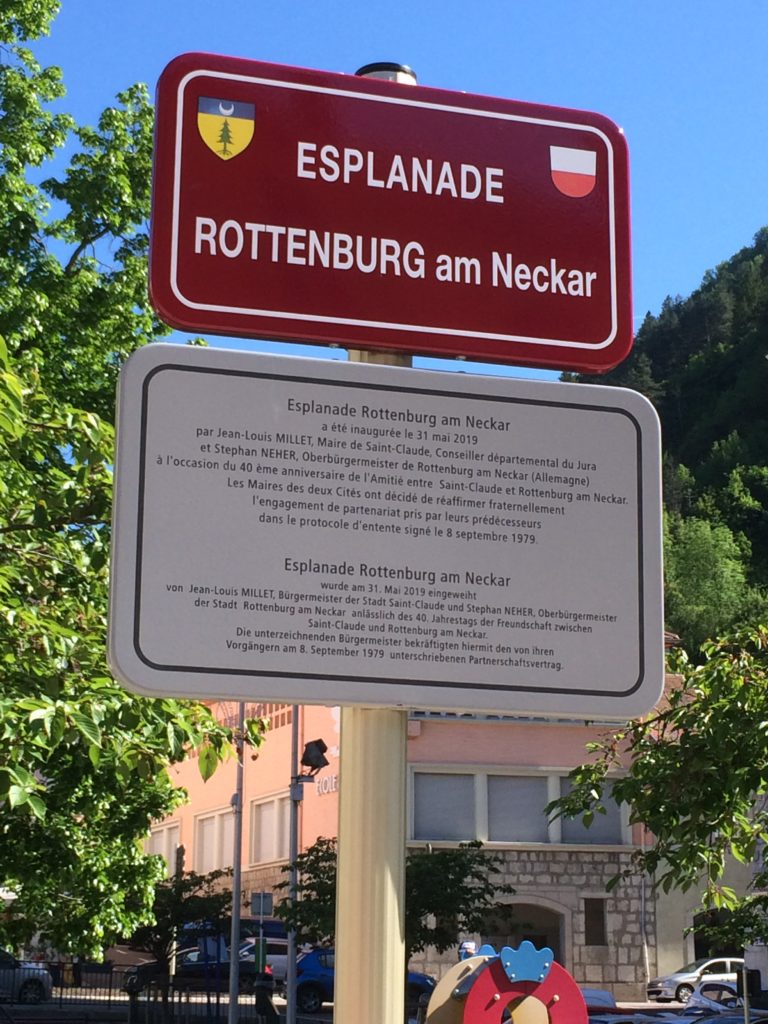 ESPLANADE
ROTTENBURG am Neckar
Esplanade Rottenburg am Neckar
a été inaugurée le 31 mai 2019
par Jean-Louis MILLET, Maire de Saint-Claude, Conseiller départemental du Jura
et Stephan NEHER, Oberbürgermeister de Rottenburg am Neckar (Allemagne)
à l'occasion du 40 ème anniversaire de l'Amitié entre Saint-Claude et Rottenburg am Neckar.
Les Maires des deux Cités ont décidé de réaffirmer fraternellement
l'engagement de partenariat pris par leurs prédécesseurs
dans le protocole d'entente signé le 8 septembre 1979.
Esplanade Rottenburg am Neckar
wurde am 31. Mai 2019 eingeweiht
von Jean-Louis MILLET, Bürgermeister der Stadt Saint-Claude und Stephan NEHER, Oberbürgermeister
der Stadt Rottenburg am Neckar anlässlich des 40. Jahrestags der Freundschaft zwischen
Saint-Claude und Rottenburg am Neckar.
Die unterzeichnenden Bürgermeister bekräftigten hiermit den von ihren
Vorgängern am 8. September 1979 unterschriebenen Partnerschaftsvertrag.
ECOLE